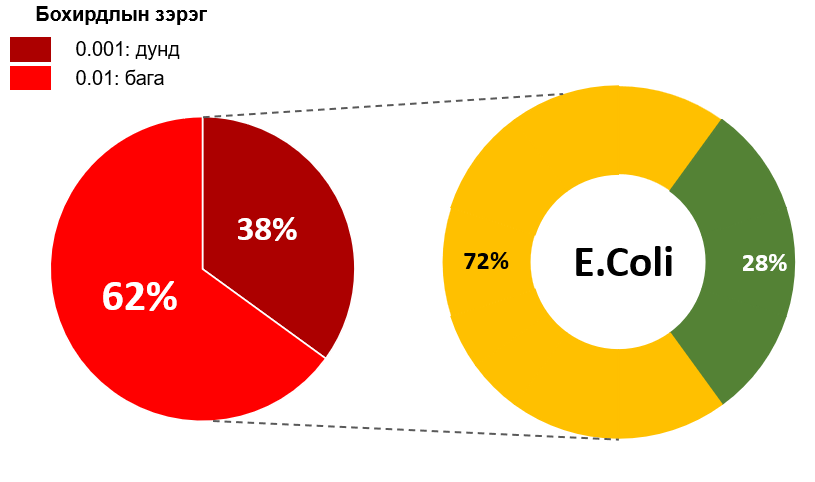 Бохирдлын зэрэг
0.001: дунд
0.01: бага
38%
62%
72%
E.Coli
28%